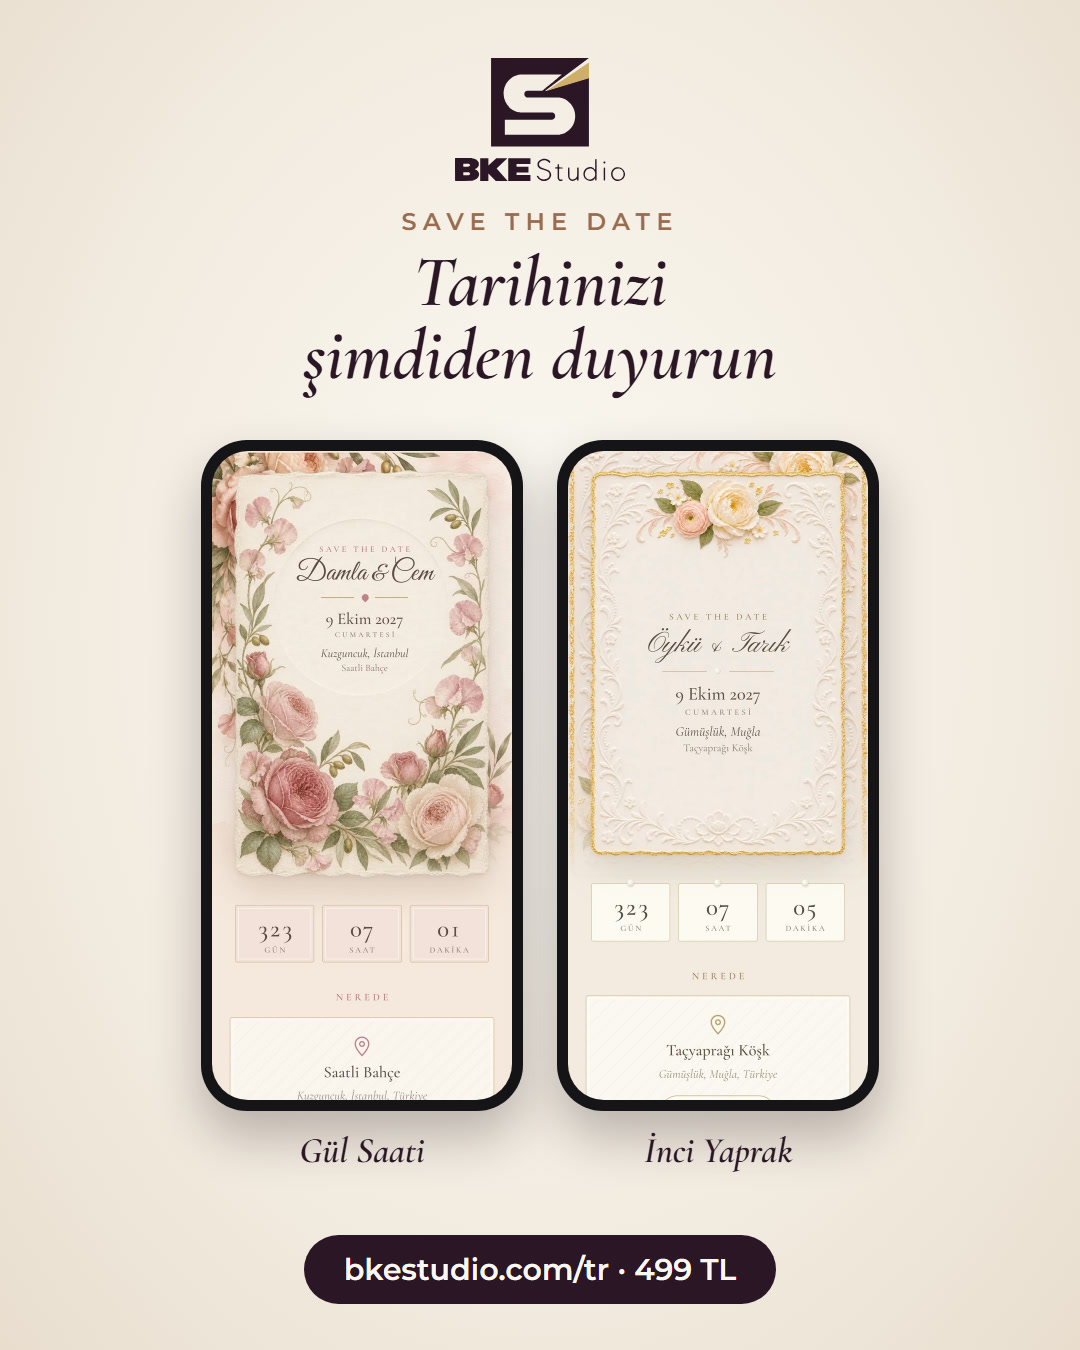 BKE Studio
SAVE THE DATE
Tarihinizi
şimdiden duyurun
SAVE THE DATE
Damla & Cem
9 Ekim 2027
CUMARTESİ
Kuzguncuk, İstanbul
Saatli Bahçe
323
GÜN
07
SAAT
01
DAKİKA
NEREDE
Saatli Bahçe
Kuzguncuk, İstanbul, Türkiye
SAVE THE DATE
Öykü & Tarık
9 Ekim 2027
CUMARTESİ
Gümüşlük, Muğla
Taçyaprağı Köşk
323
GÜN
07
SAAT
05
DAKİKA
NEREDE
Taçyaprağı Köşk
Gümüşlük, Muğla, Türkiye
Gül Saati
İnci Yaprak
bkestudio.com/tr · 499 TL